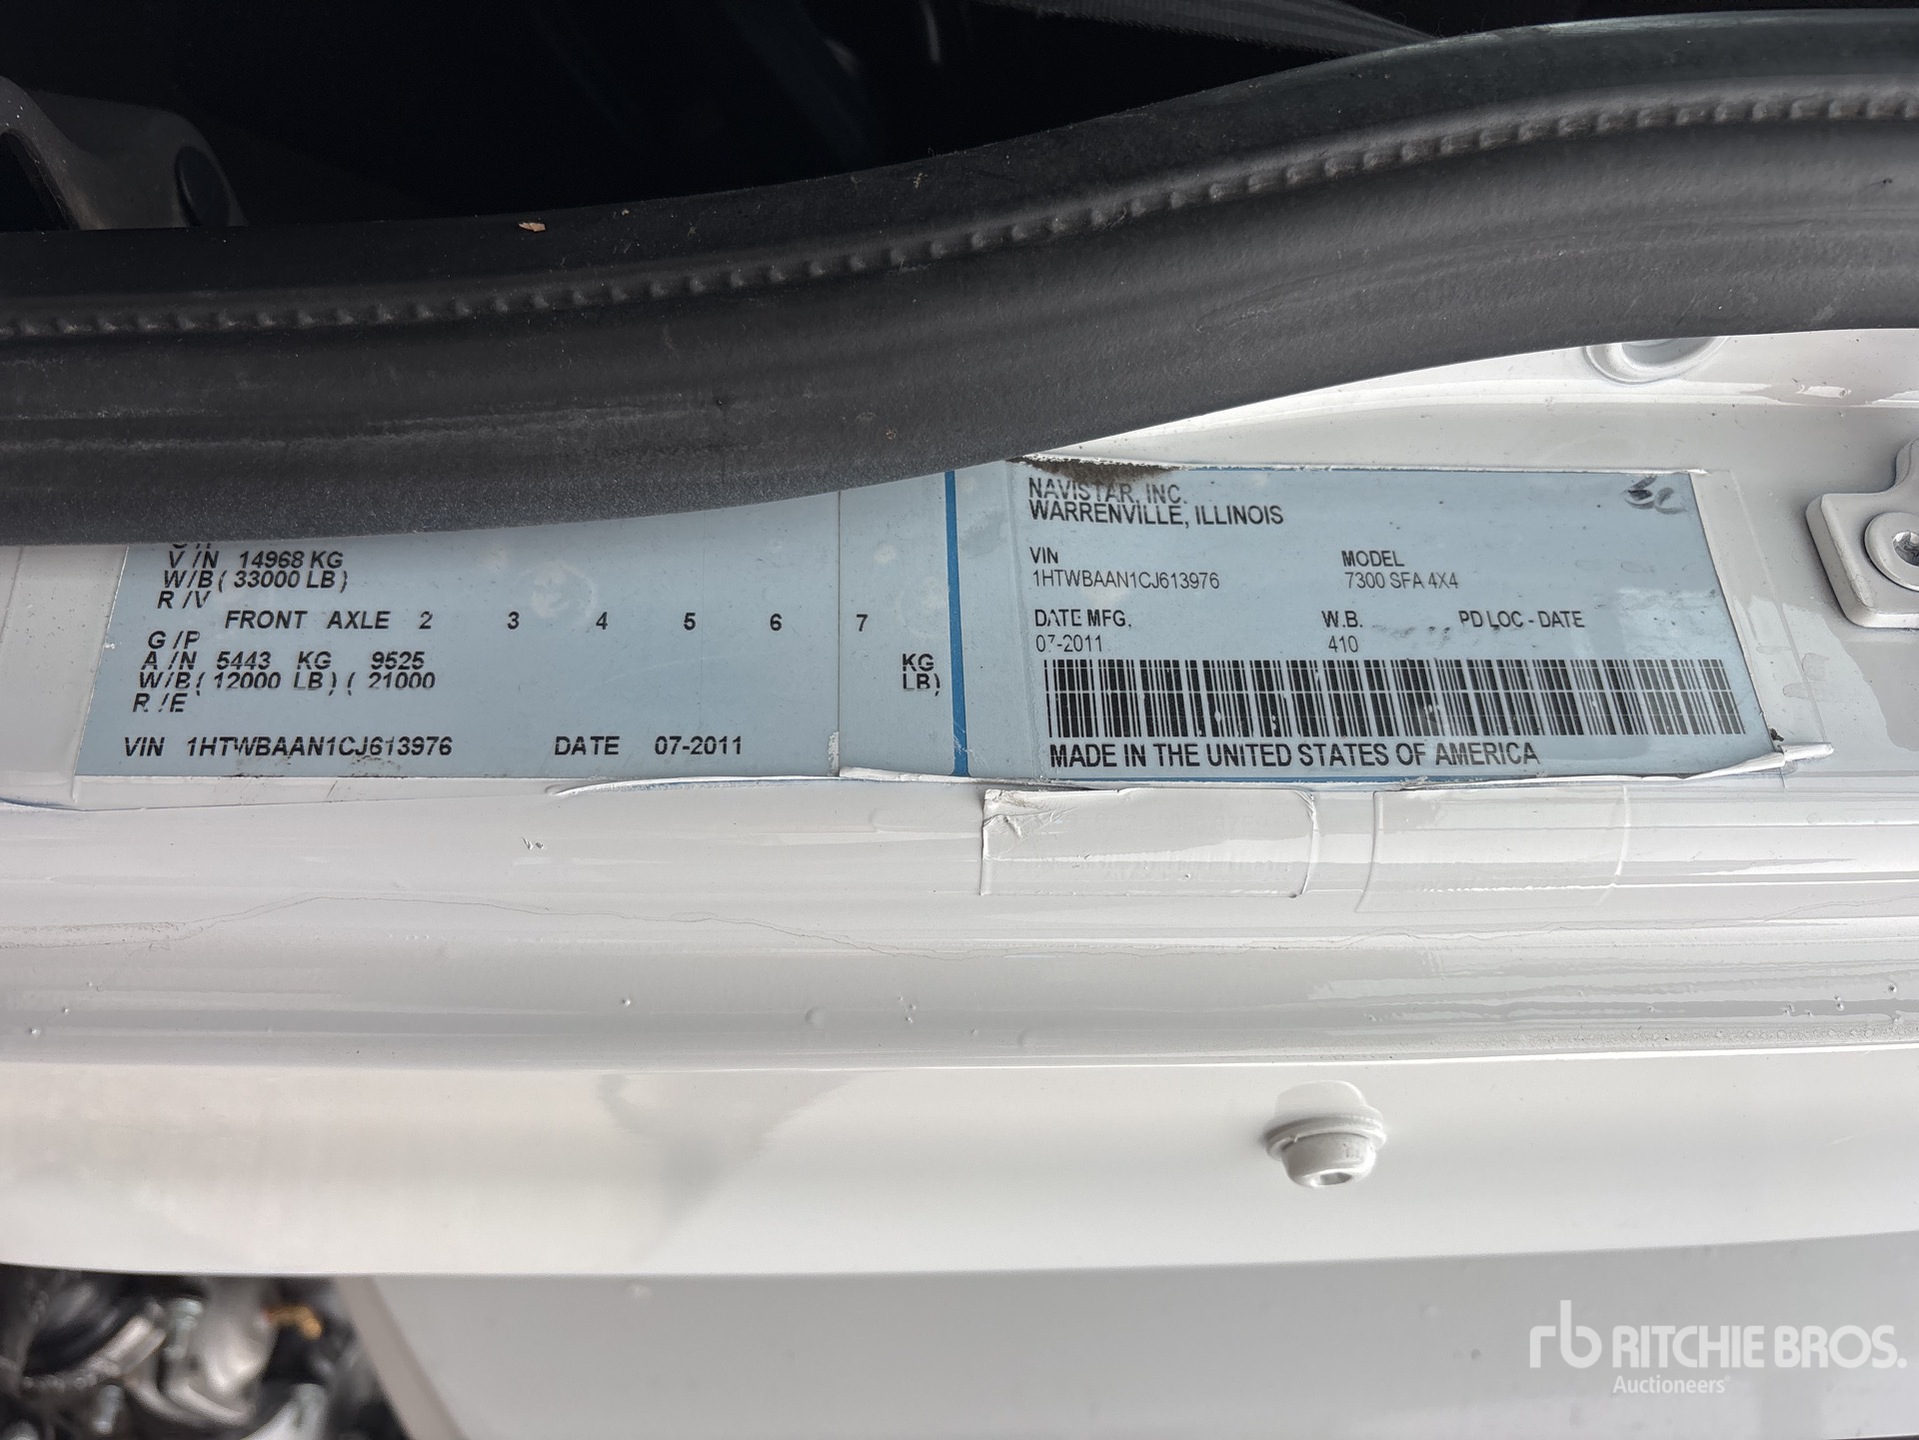 V/N 14968 KG
W/B ( 33000 LB )
R /V
FRONT AXLE 2 3 4 5 6 7
G /P
A /N 5443 KG 9525 KG
W/B ( 12000 LB ) ( 21000 LB)
R /E
VIN 1HTWBAAN1CJ613976 DATE 07-2011
NAVISTAR, INC.
WARRENVILLE, ILLINOIS
VIN MODEL
1HTWBAAN1CJ613976 7300 SFA 4X4
DATE MFG. W.B. PD LOC - DATE
07-2011 410
MADE IN THE UNITED STATES OF AMERICA
rb RITCHIE BROS.
Auctioneers